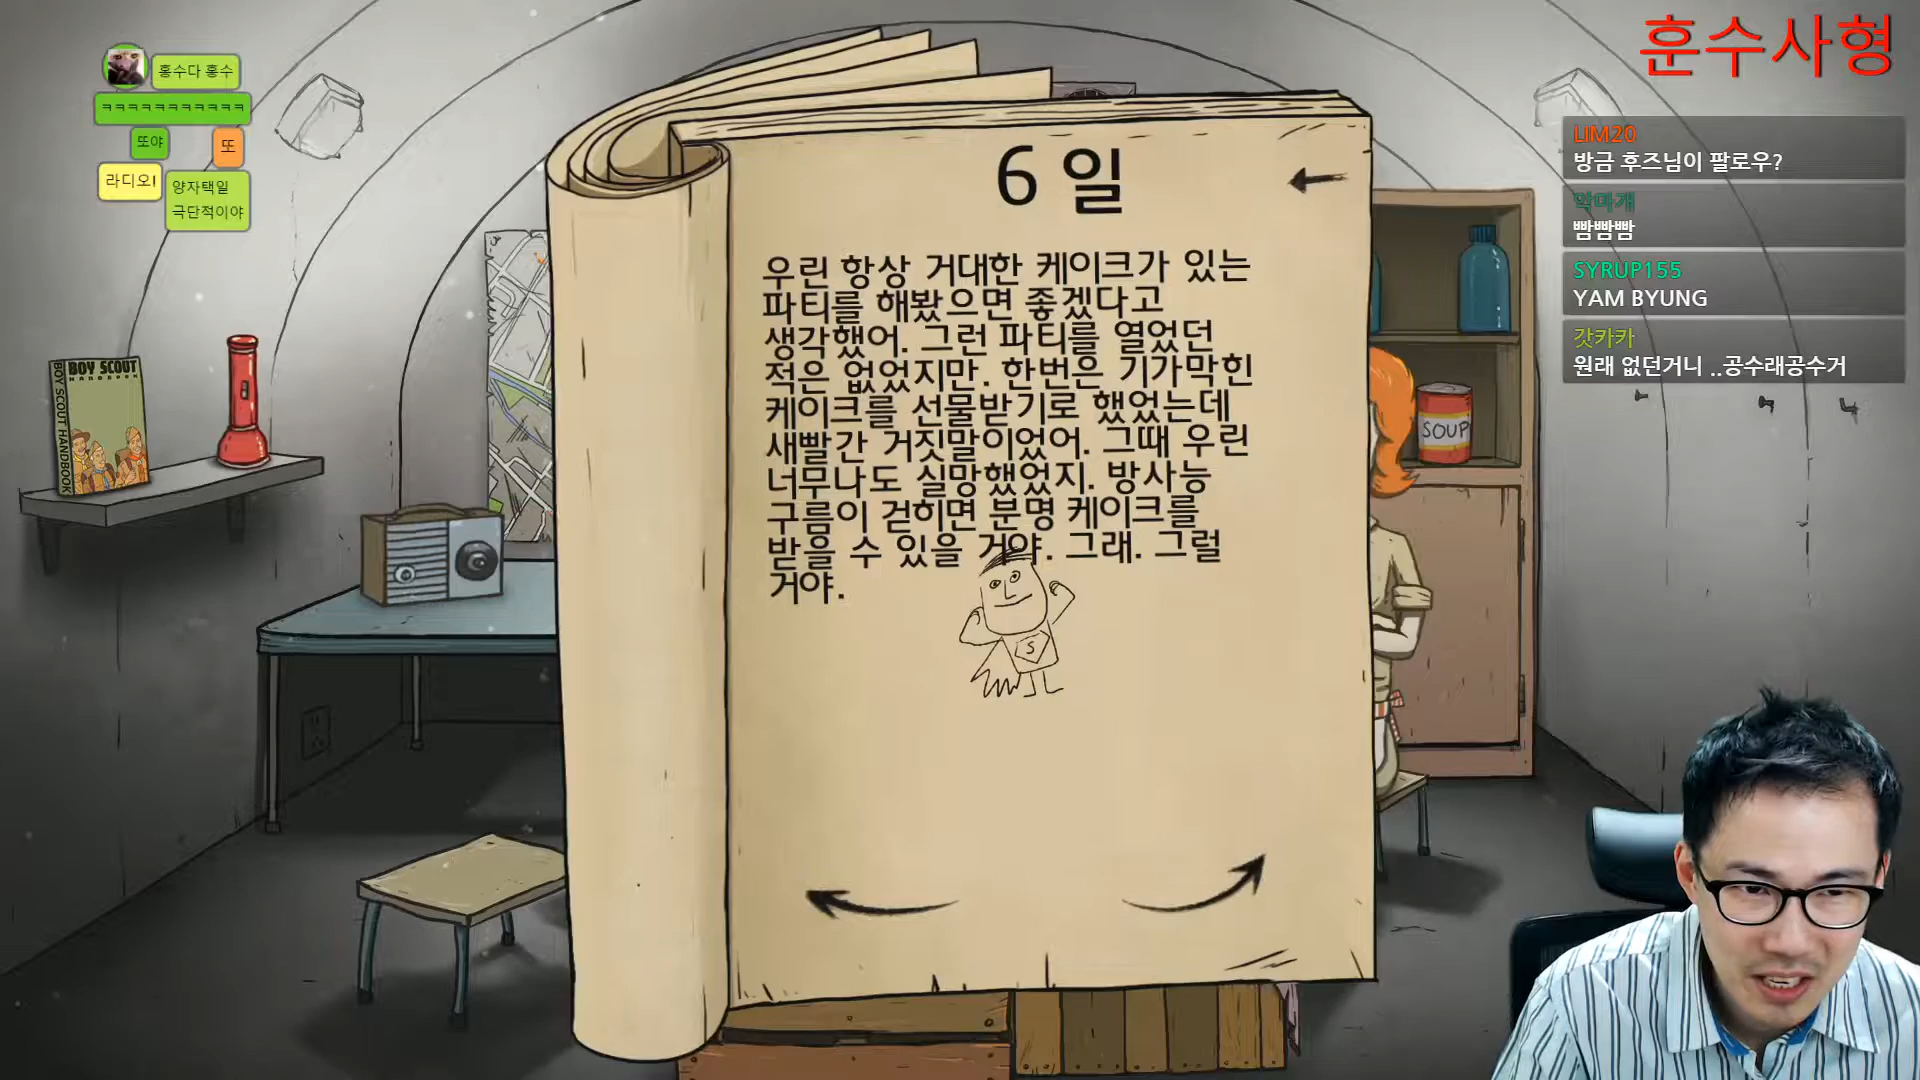 훈수사형
홍수다 홍수
ㅋㅋㅋㅋㅋㅋㅋㅋㅋㅋㅋ
또야
또
라디오!
양자택일
극단적이야
LIM20
방금 후즈님이 팔로우?
악마개
빰빰빰
SYRUP155
YAM BYUNG
갓카카
원래 없던거니 ..공수래공수거
BOY SCOUT
HANDBOOK
BOY SCOUT HANDBOOK
SOUP
6 일
우린 항상 거대한 케이크가 있는
파티를 해봤으면 좋겠다고
생각했어. 그런 파티를 열었던
적은 없었지만. 한번은 기가막힌
케이크를 선물받기로 했었는데
새빨간 거짓말이었어. 그때 우린
너무나도 실망했었지. 방사능
구름이 걷히면 분명 케이크를
받을 수 있을 거야. 그래. 그럴
거야.
S